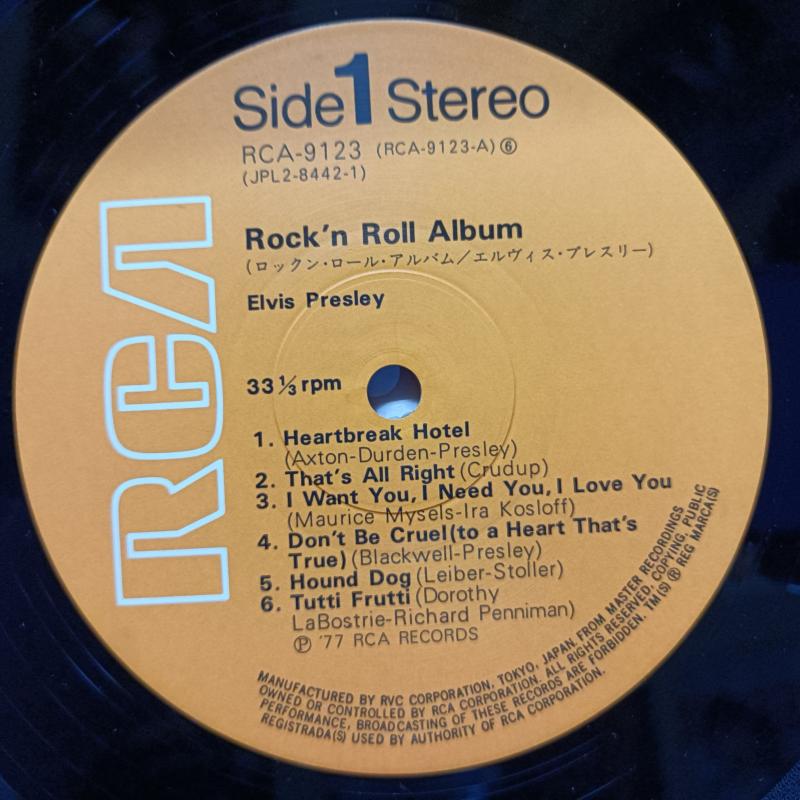 Side 1 Stereo
RCA-9123 (RCA-9123-A) ⑥
(JPL2-8442-1)
Rock'n Roll Album
(ロックン・ロール・アルバム／エルヴィス・プレスリー)
Elvis Presley
33 ⅓ rpm
1. Heartbreak Hotel
(Axton-Durden-Presley)
2. That's All Right (Crudup)
3. I Want You, I Need You, I Love You
(Maurice Mysels-Ira Kosloff)
4. Don't Be Cruel (to a Heart That's
True) (Blackwell-Presley)
5. Hound Dog (Leiber-Stoller)
6. Tutti Frutti (Dorothy
LaBostrie-Richard Penniman)
Ⓟ '77 RCA RECORDS
RCA
MANUFACTURED BY RVC CORPORATION, TOKYO, JAPAN, FROM MASTER RECORDINGS
OWNED OR CONTROLLED BY RCA CORPORATION. ALL RIGHTS RESERVED. COPYING, PUBLIC
PERFORMANCE, BROADCASTING OF THESE RECORDS ARE FORBIDDEN. TM(S) ® REG MARCA(S)
REGISTRADA(S) USED BY AUTHORITY OF RCA CORPORATION.